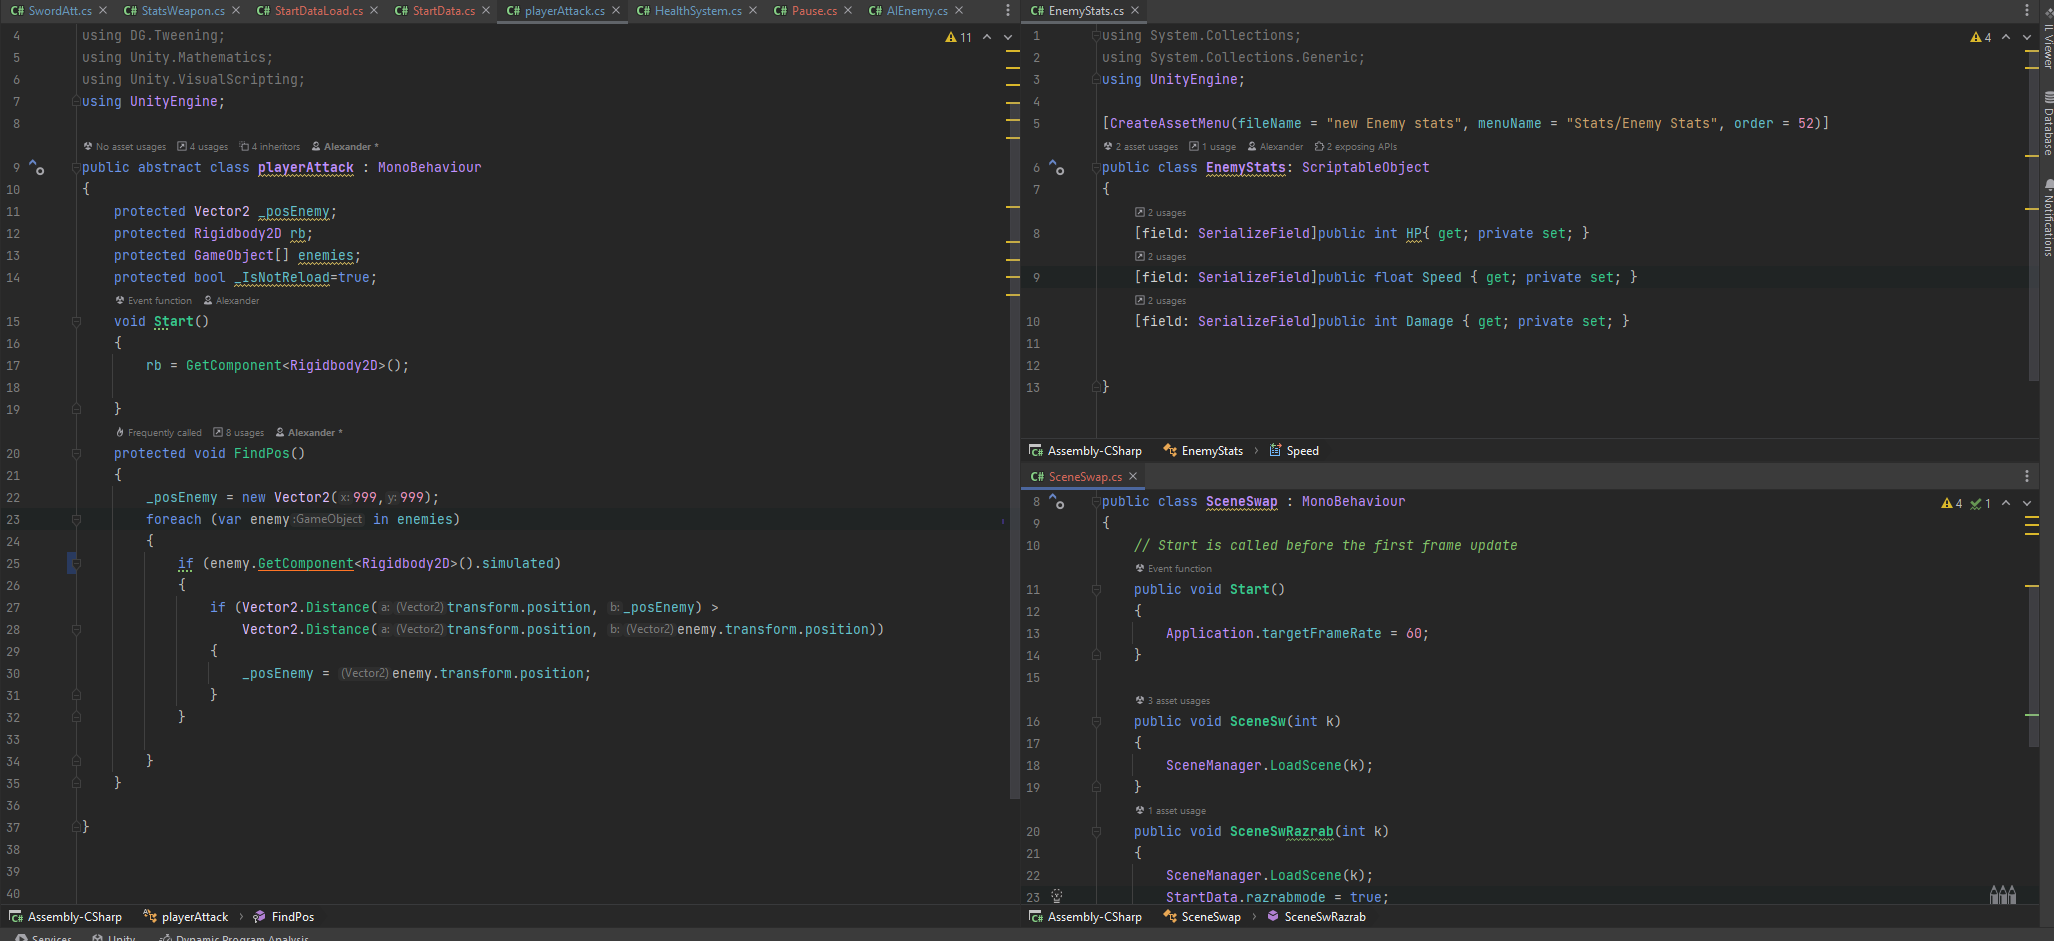 C# SwordAtt.cs × C# StatsWeapon.cs × C# StartDataLoad.cs × C# StartData.cs × C# playerAttack.cs × C# HealthSystem.cs × C# Pause.cs × C# AIEnemy.cs ×
11
4 using DG.Tweening;
5 using Unity.Mathematics;
6 using Unity.VisualScripting;
7 using UnityEngine;
8
No asset usages 4 usages 4 inheritors Alexander *
9 public abstract class playerAttack : MonoBehaviour
10 {
11 protected Vector2 _posEnemy;
12 protected Rigidbody2D rb;
13 protected GameObject[] enemies;
14 protected bool _IsNotReload=true;
Event function Alexander
15 void Start()
16 {
17 rb = GetComponent<Rigidbody2D>();
18
19 }
Frequently called 8 usages Alexander *
20 protected void FindPos()
21 {
22 _posEnemy = new Vector2( x: 999, y: 999);
23 foreach (var enemy :GameObject in enemies)
24 {
25 if (enemy.GetComponent<Rigidbody2D>().simulated)
26 {
27 if (Vector2.Distance( a: (Vector2) transform.position, b: _posEnemy) >
28 Vector2.Distance( a: (Vector2) transform.position, b: (Vector2) enemy.transform.position))
29 {
30 _posEnemy = (Vector2) enemy.transform.position;
31 }
32 }
33
34 }
35 }
36
37 }
38
39
40
Assembly-CSharp playerAttack › FindPos
C# EnemyStats.cs ×
4
1 using System.Collections;
2 using System.Collections.Generic;
3 using UnityEngine;
4
5 [CreateAssetMenu(fileName = "new Enemy stats", menuName = "Stats/Enemy Stats", order = 52)]
2 asset usages 1 usage Alexander 2 exposing APIs
6 public class EnemyStats: ScriptableObject
7 {
2 usages
8 [field: SerializeField]public int HP{ get; private set; }
2 usages
9 [field: SerializeField]public float Speed { get; private set; }
2 usages
10 [field: SerializeField]public int Damage { get; private set; }
11
12
13 }
Assembly-CSharp EnemyStats › Speed
C# SceneSwap.cs ×
4 1
8 public class SceneSwap : MonoBehaviour
9 {
10 // Start is called before the first frame update
Event function
11 public void Start()
12 {
13 Application.targetFrameRate = 60;
14 }
15
3 asset usages
16 public void SceneSw(int k)
17 {
18 SceneManager.LoadScene(k);
19 }
1 asset usage
20 public void SceneSwRazrab(int k)
21 {
22 SceneManager.LoadScene(k);
23 StartData.razrabmode = true;
Assembly-CSharp SceneSwap › SceneSwRazrab
IL Viewer
Database
Notifications
Services Unity Dynamic Program Analysis